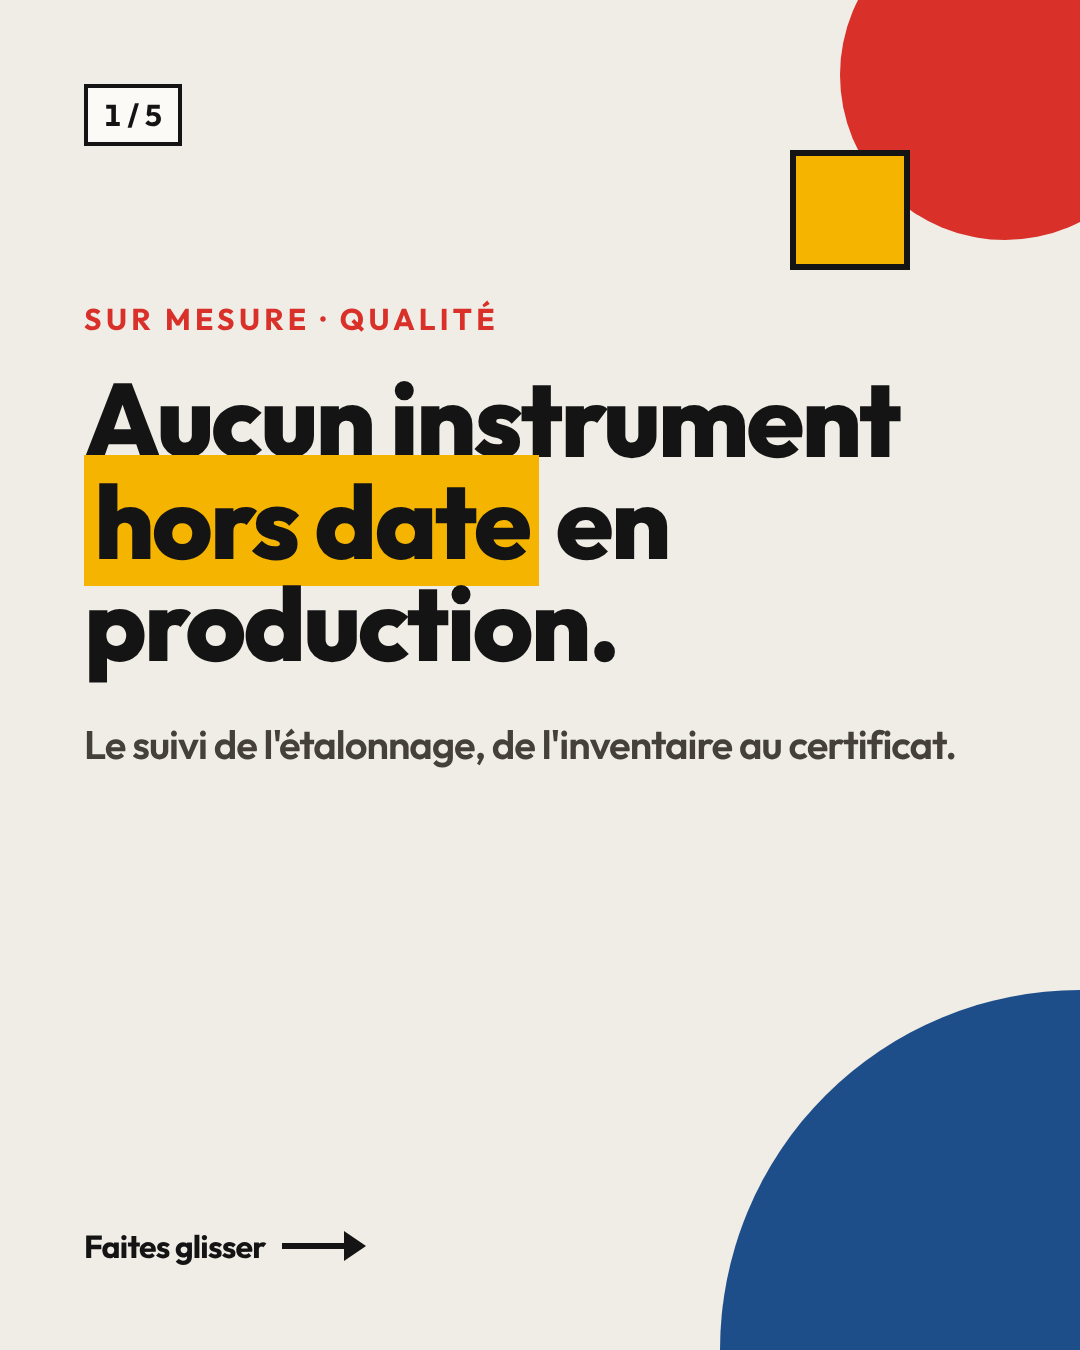 1/5
SUR MESURE · QUALITÉ
Aucun instrument
hors date en
production.
Le suivi de l'étalonnage, de l'inventaire au certificat.
Faites glisser